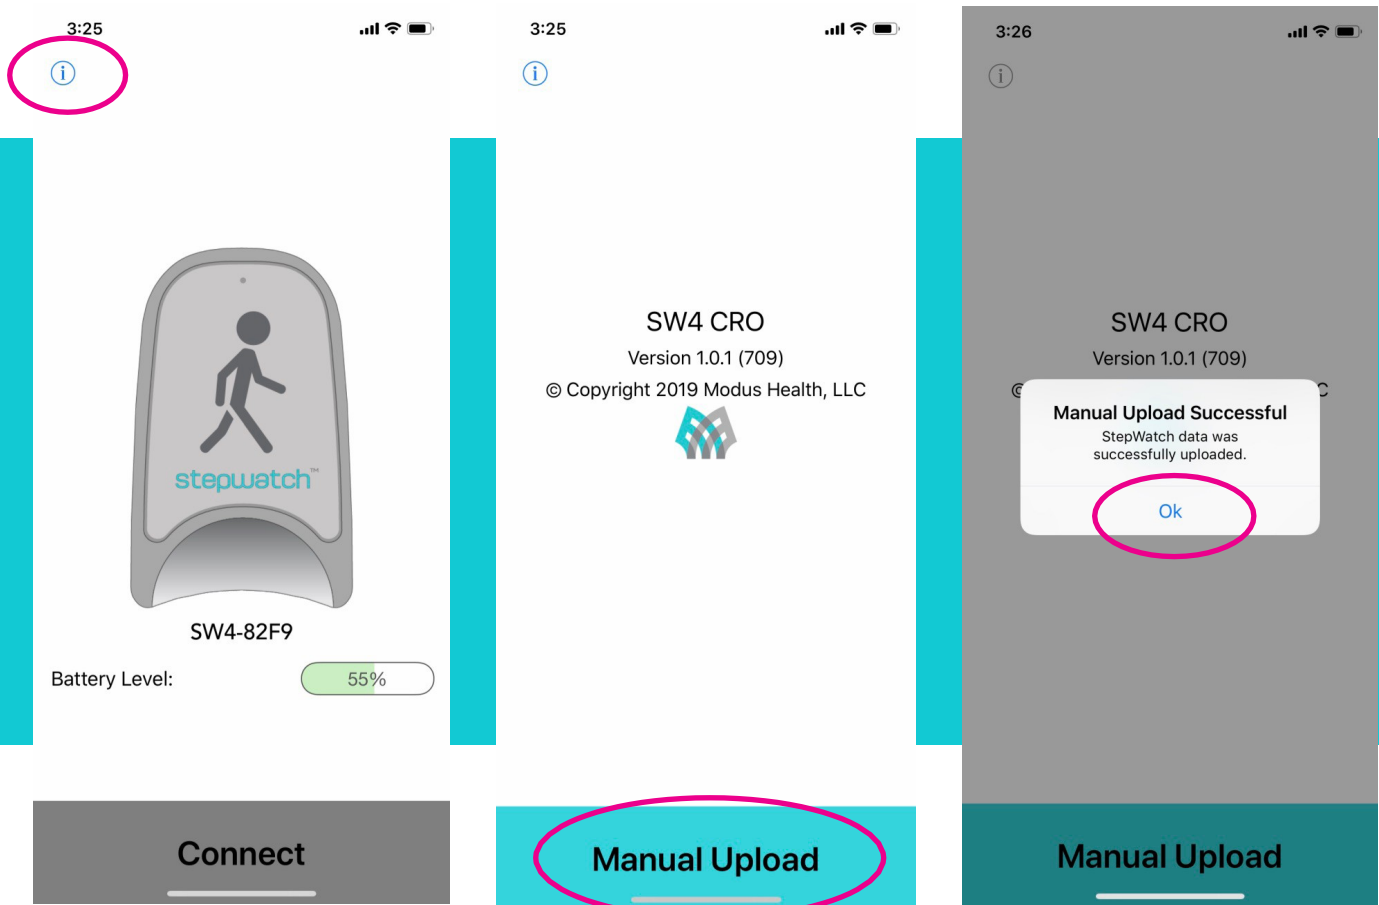 3:25
i
stepwatch™
SW4-82F9
Battery Level:
55%
Connect
3:25
i
SW4 CRO
Version 1.0.1 (709)
© Copyright 2019 Modus Health, LLC
Manual Upload
3:26
i
SW4 CRO
Version 1.0.1 (709)
Manual Upload Successful
StepWatch data was
successfully uploaded.
Ok
Manual Upload